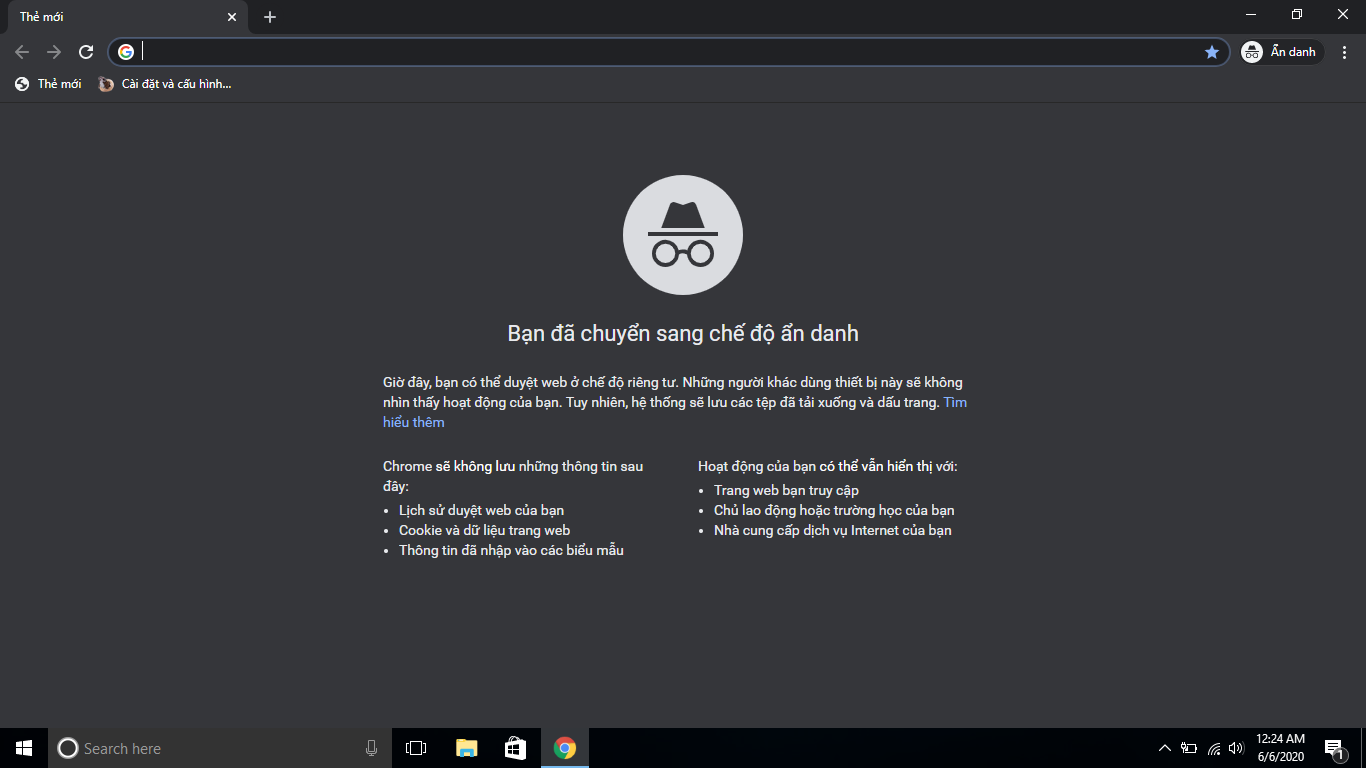 Thẻ mới
Ẩn danh
Thẻ mới
Cài đặt và cấu hình...
Bạn đã chuyển sang chế độ ẩn danh
Giờ đây, bạn có thể duyệt web ở chế độ riêng tư. Những người khác dùng thiết bị này sẽ không
nhìn thấy hoạt động của bạn. Tuy nhiên, hệ thống sẽ lưu các tệp đã tải xuống và dấu trang. Tìm
hiểu thêm
Chrome sẽ không lưu những thông tin sau
đây:
• Lịch sử duyệt web của bạn
• Cookie và dữ liệu trang web
• Thông tin đã nhập vào các biểu mẫu
Hoạt động của bạn có thể vẫn hiển thị với:
• Trang web bạn truy cập
• Chủ lao động hoặc trường học của bạn
• Nhà cung cấp dịch vụ Internet của bạn
Search here
12:24 AM
6/6/2020
1